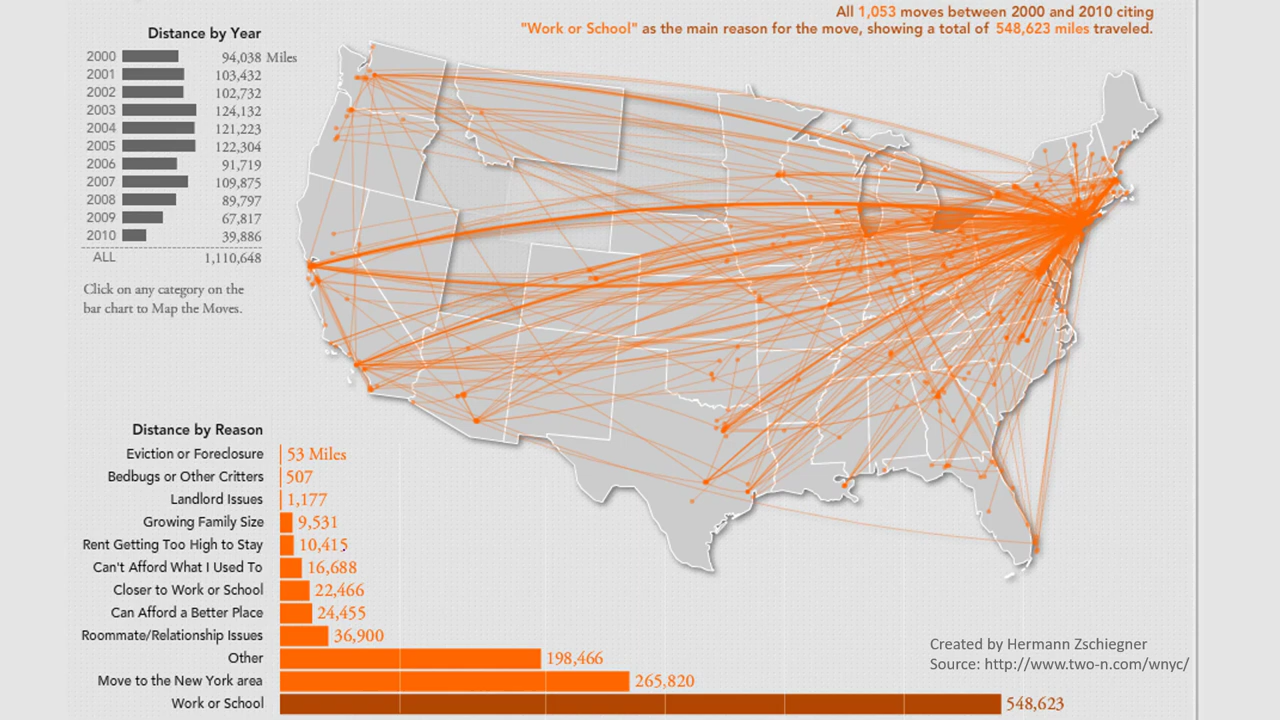 All 1,053 moves between 2000 and 2010 citing
"Work or School" as the main reason for the move, showing a total of 548,623 miles traveled.
Distance by Year
2000 94,038 Miles
2001 103,432
2002 102,732
2003 124,132
2004 121,223
2005 122,304
2006 91,719
2007 109,875
2008 89,797
2009 67,817
2010 39,886
ALL 1,110,648
Click on any category on the
bar chart to Map the Moves.
Distance by Reason
Eviction or Foreclosure 53 Miles
Bedbugs or Other Critters 507
Landlord Issues 1,177
Growing Family Size 9,531
Rent Getting Too High to Stay 10,415
Can't Afford What I Used To 16,688
Closer to Work or School 22,466
Can Afford a Better Place 24,455
Roommate/Relationship Issues 36,900
Other 198,466
Move to the New York area 265,820
Work or School 548,623
Created by Hermann Zschiegner
Source: http://www.two-n.com/wnyc/